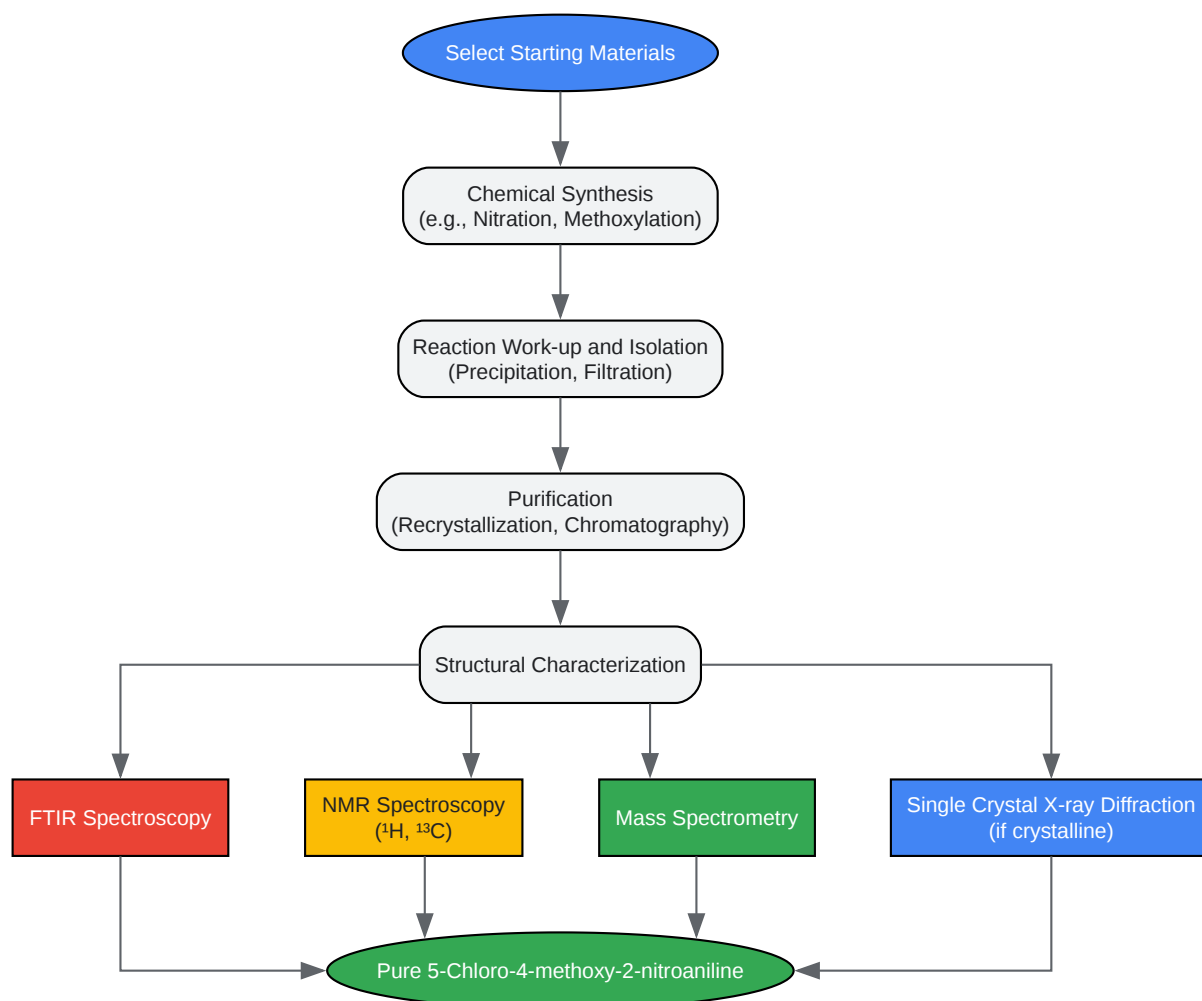 Select Starting Materials
Chemical Synthesis
(e.g., Nitration, Methoxylation)
Reaction Work-up and Isolation
(Precipitation, Filtration)
Purification
(Recrystallization, Chromatography)
Structural Characterization
FTIR Spectroscopy
NMR Spectroscopy
(¹H, ¹³C)
Mass Spectrometry
Single Crystal X-ray Diffraction
(if crystalline)
Pure 5-Chloro-4-methoxy-2-nitroaniline